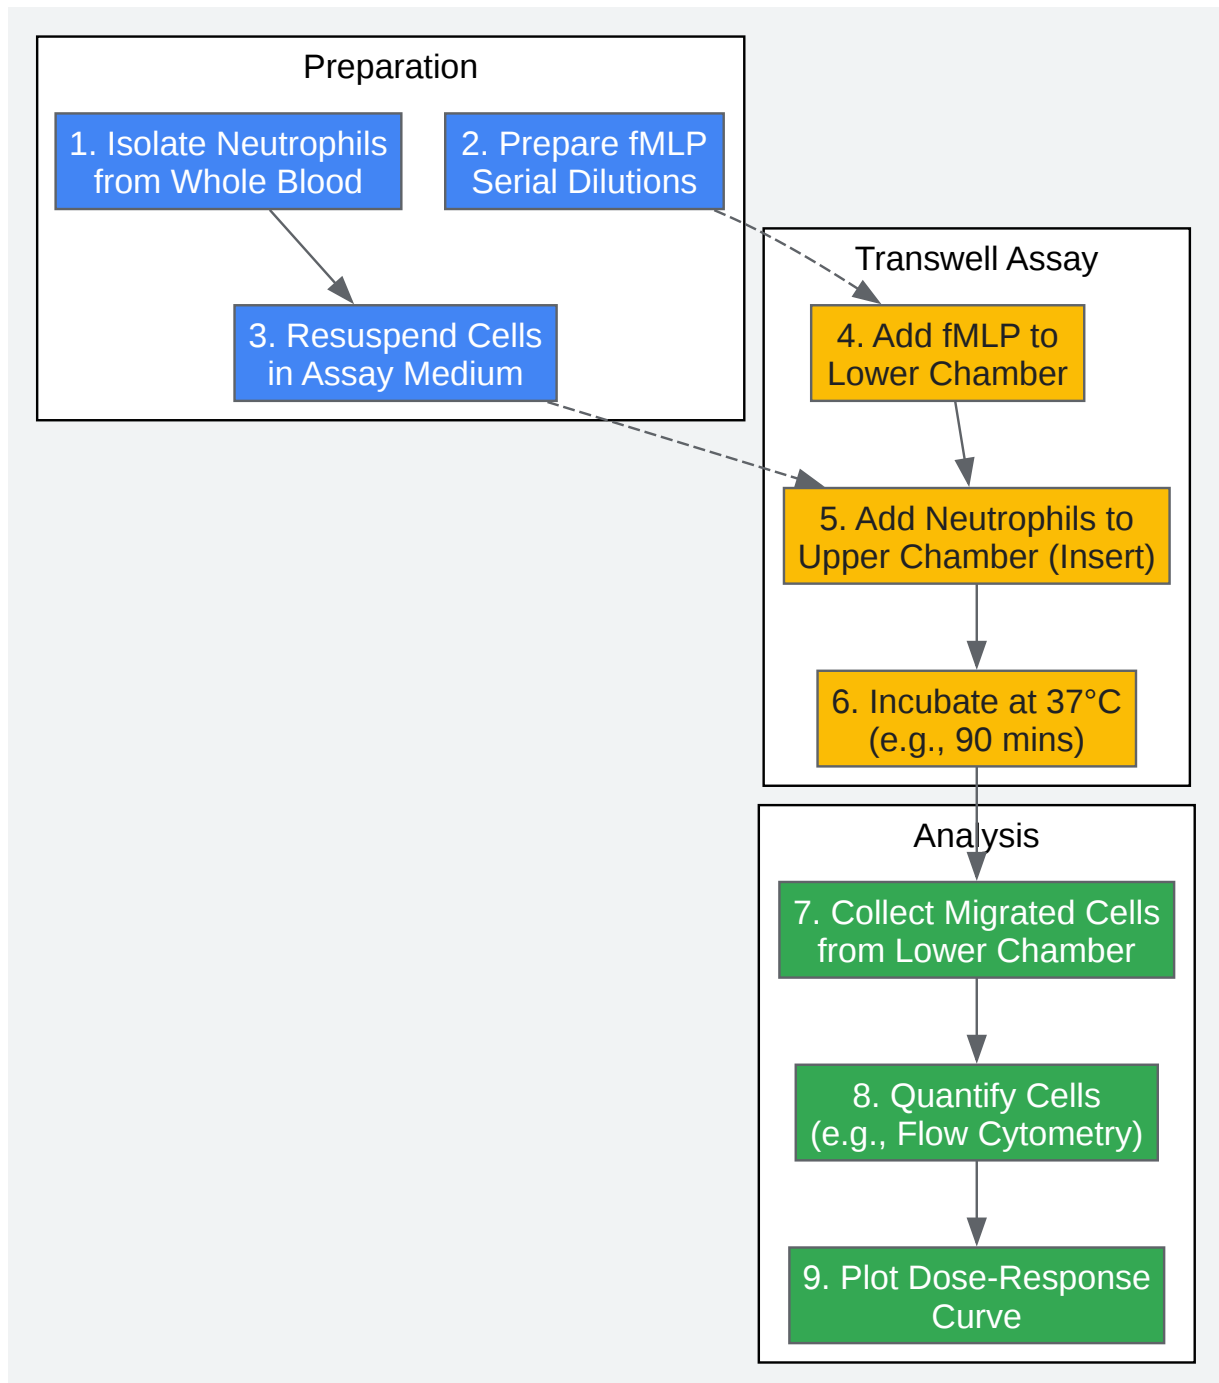 Preparation
1. Isolate Neutrophils
from Whole Blood
2. Prepare fMLP
Serial Dilutions
3. Resuspend Cells
in Assay Medium
Transwell Assay
4. Add fMLP to
Lower Chamber
5. Add Neutrophils to
Upper Chamber (Insert)
6. Incubate at 37°C
(e.g., 90 mins)
Analysis
7. Collect Migrated Cells
from Lower Chamber
8. Quantify Cells
(e.g., Flow Cytometry)
9. Plot Dose-Response
Curve